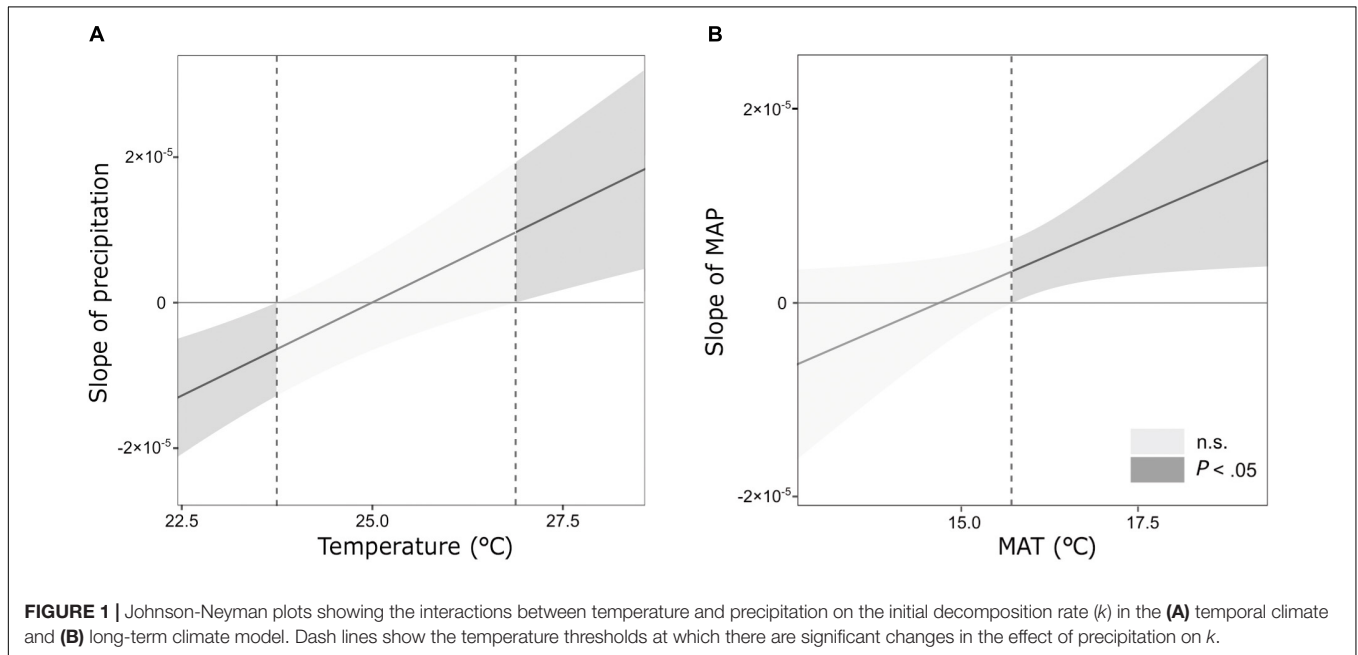 A
B
Slope of precipitation
2×10⁻⁵
0
-2×10⁻⁵
22.5
25.0
27.5
Temperature (°C)
Slope of MAP
2×10⁻⁵
0
-2×10⁻⁵
15.0
17.5
MAT (°C)
n.s.
P < .05
FIGURE 1 | Johnson-Neyman plots showing the interactions between temperature and precipitation on the initial decomposition rate (k) in the (A) temporal climate
and (B) long-term climate model. Dash lines show the temperature thresholds at which there are significant changes in the effect of precipitation on k.